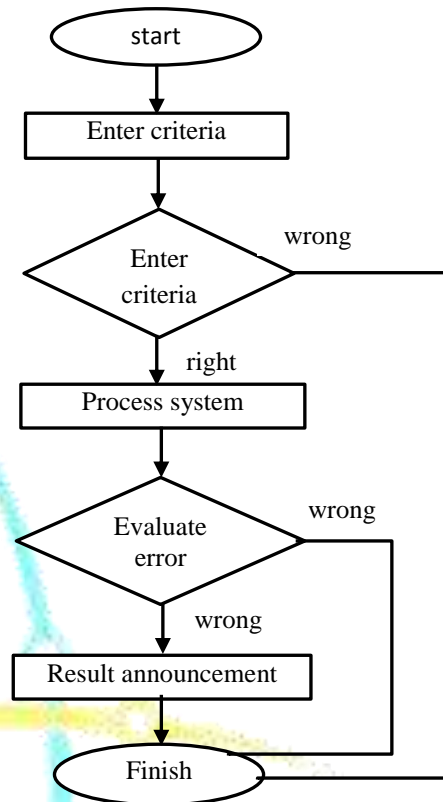 start
Enter criteria
wrong
Enter
criteria
right
Process system
wrong
Evaluate
error
wrong
Result announcement
Finish